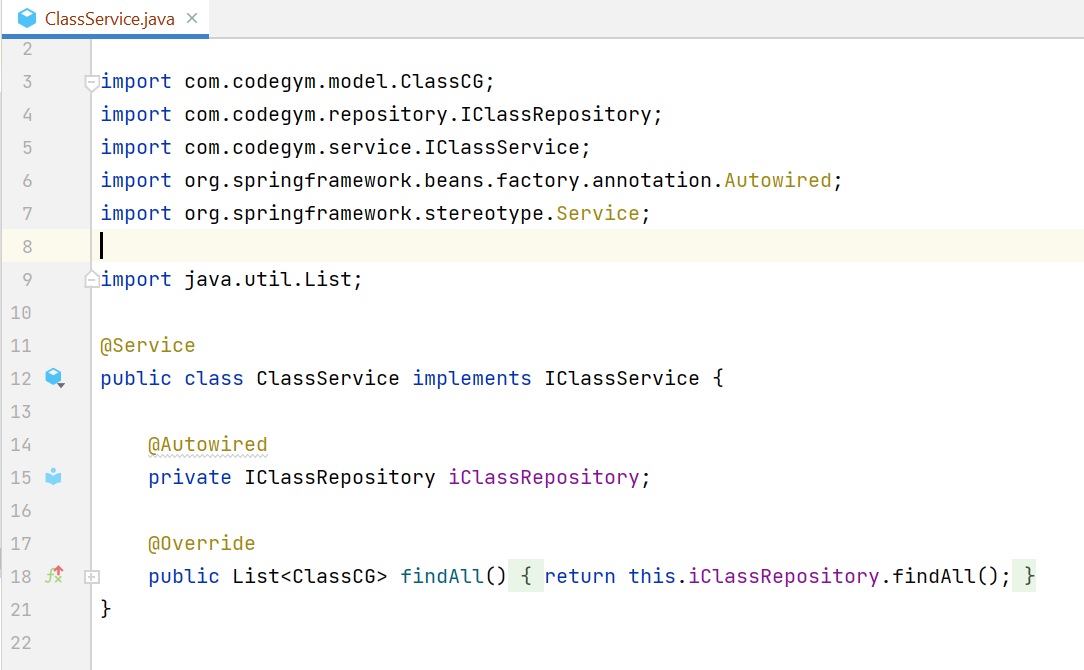 ClassService.java
2
3 import com.codegym.model.ClassCG;
4 import com.codegym.repository.IClassRepository;
5 import com.codegym.service.IClassService;
6 import org.springframework.beans.factory.annotation.Autowired;
7 import org.springframework.stereotype.Service;
8
9 import java.util.List;
10
11 @Service
12 public class ClassService implements IClassService {
13
14 @Autowired
15 private IClassRepository iClassRepository;
16
17 @Override
18 public List<ClassCG> findAll() { return this.iClassRepository.findAll(); }
21 }
22